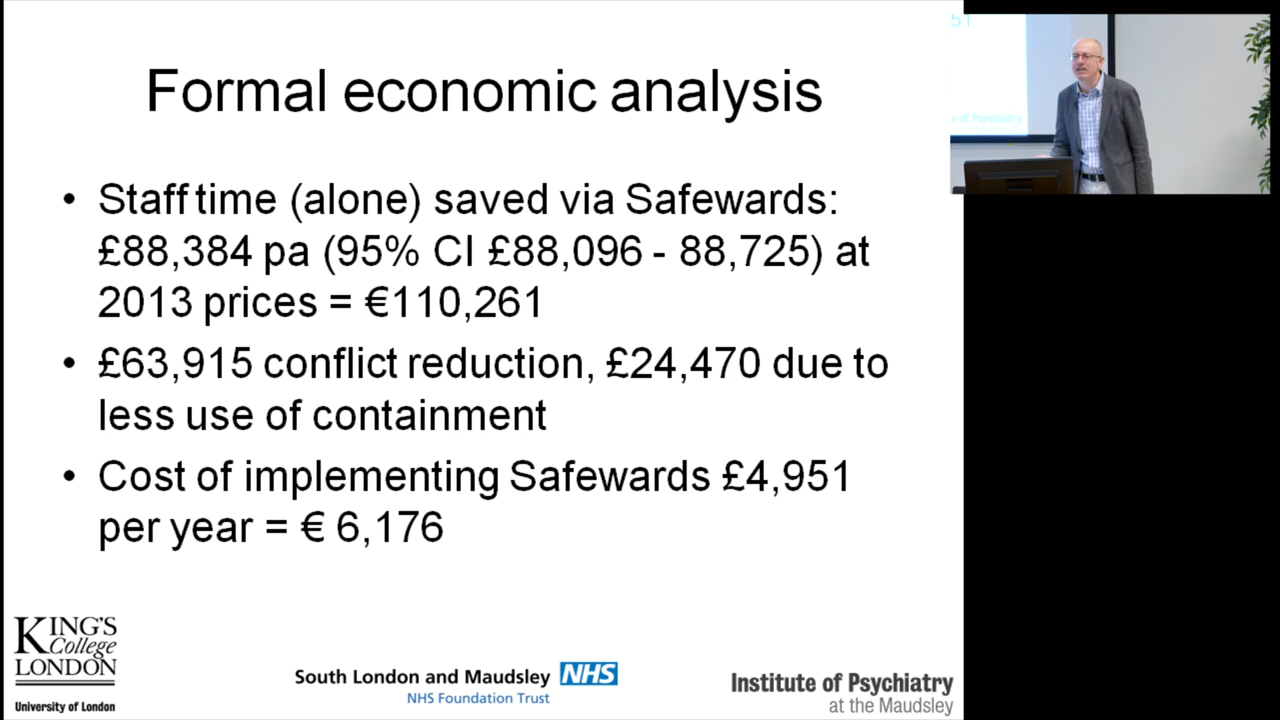 Formal economic analysis
• Staff time (alone) saved via Safewards:
£88,384 pa (95% CI £88,096 - 88,725) at
2013 prices = €110,261
• £63,915 conflict reduction, £24,470 due to
less use of containment
• Cost of implementing Safewards £4,951
per year = € 6,176
KING'S
College
LONDON
University of London
South London and Maudsley NHS
NHS Foundation Trust
Institute of Psychiatry
at the Maudsley
51
e of Psychiatry